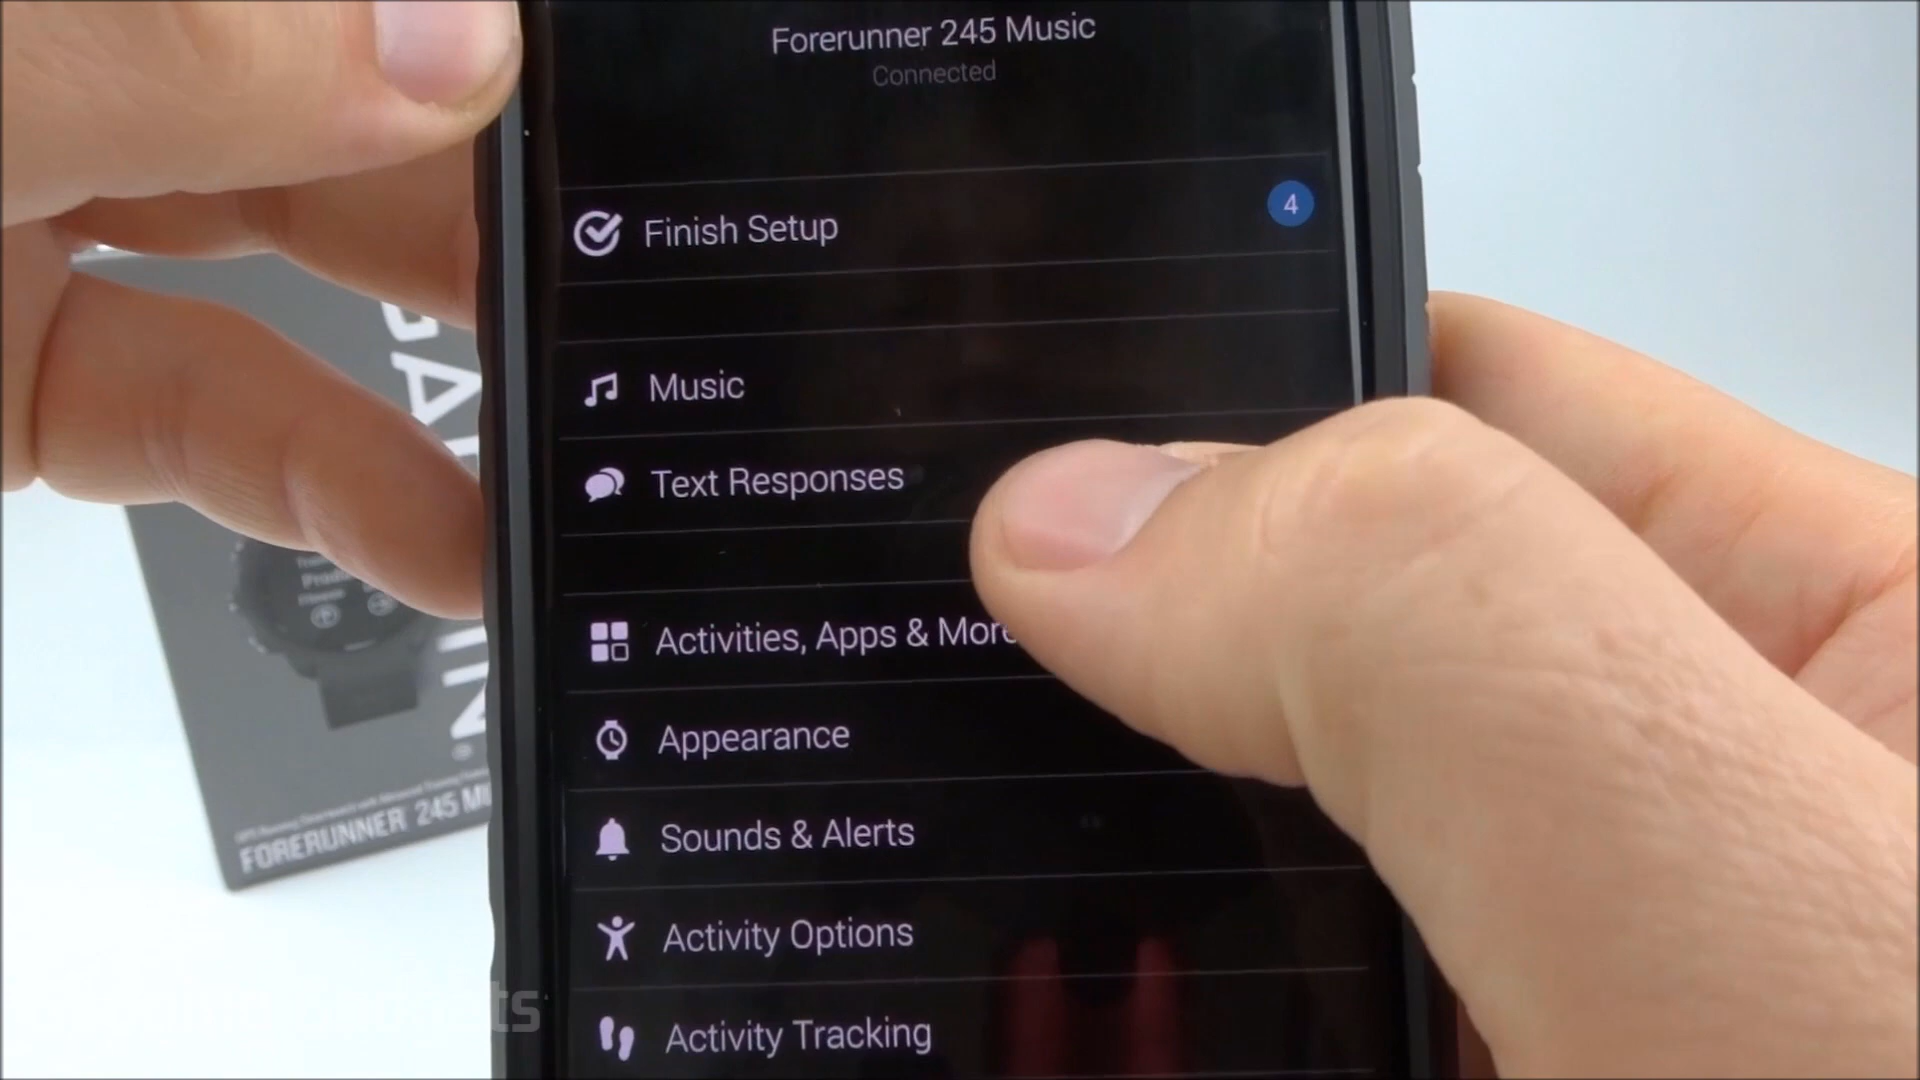 Forerunner 245 Music
Connected
Finish Setup
4
Music
Text Responses
Activities, Apps & More
Appearance
Sounds & Alerts
Activity Options
Activity Tracking
FORERUNNER 245 MU